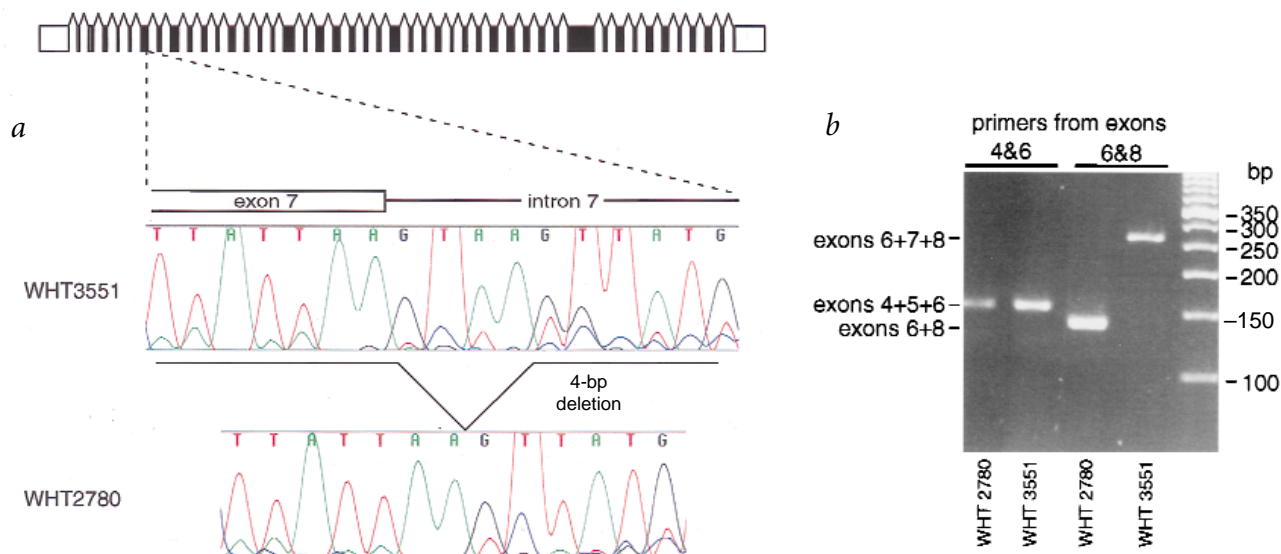 a
exon 7
intron 7
T T A T T A A G T A A G T T A T G
WHT3551
4-bp
deletion
T T A T T A A G T T A T G
WHT2780
b
primers from exons
4&6
6&8
bp
exons 6+7+8
exons 4+5+6
exons 6+8
350
300
250
200
150
100
WHT 2780
WHT 3551
WHT 2780
WHT 3551